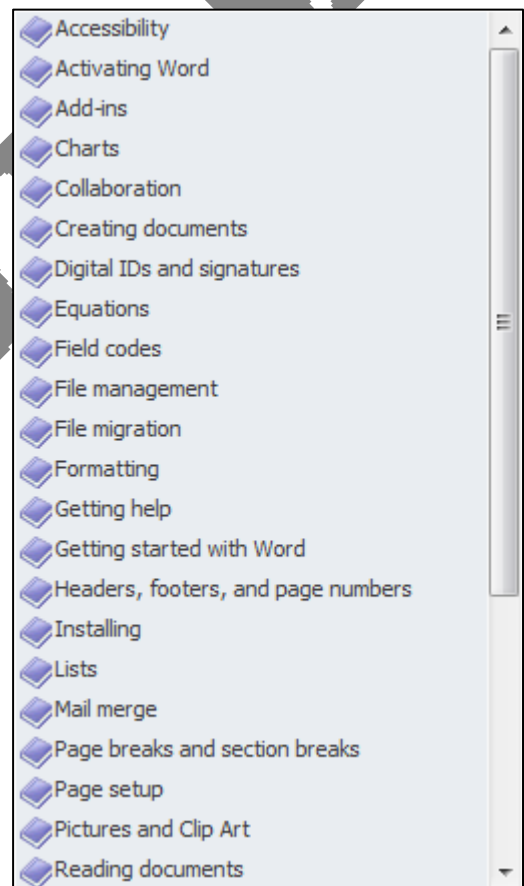 Accessibility
Activating Word
Add-ins
Charts
Collaboration
Creating documents
Digital IDs and signatures
Equations
Field codes
File management
File migration
Formatting
Getting help
Getting started with Word
Headers, footers, and page numbers
Installing
Lists
Mail merge
Page breaks and section breaks
Page setup
Pictures and Clip Art
Reading documents